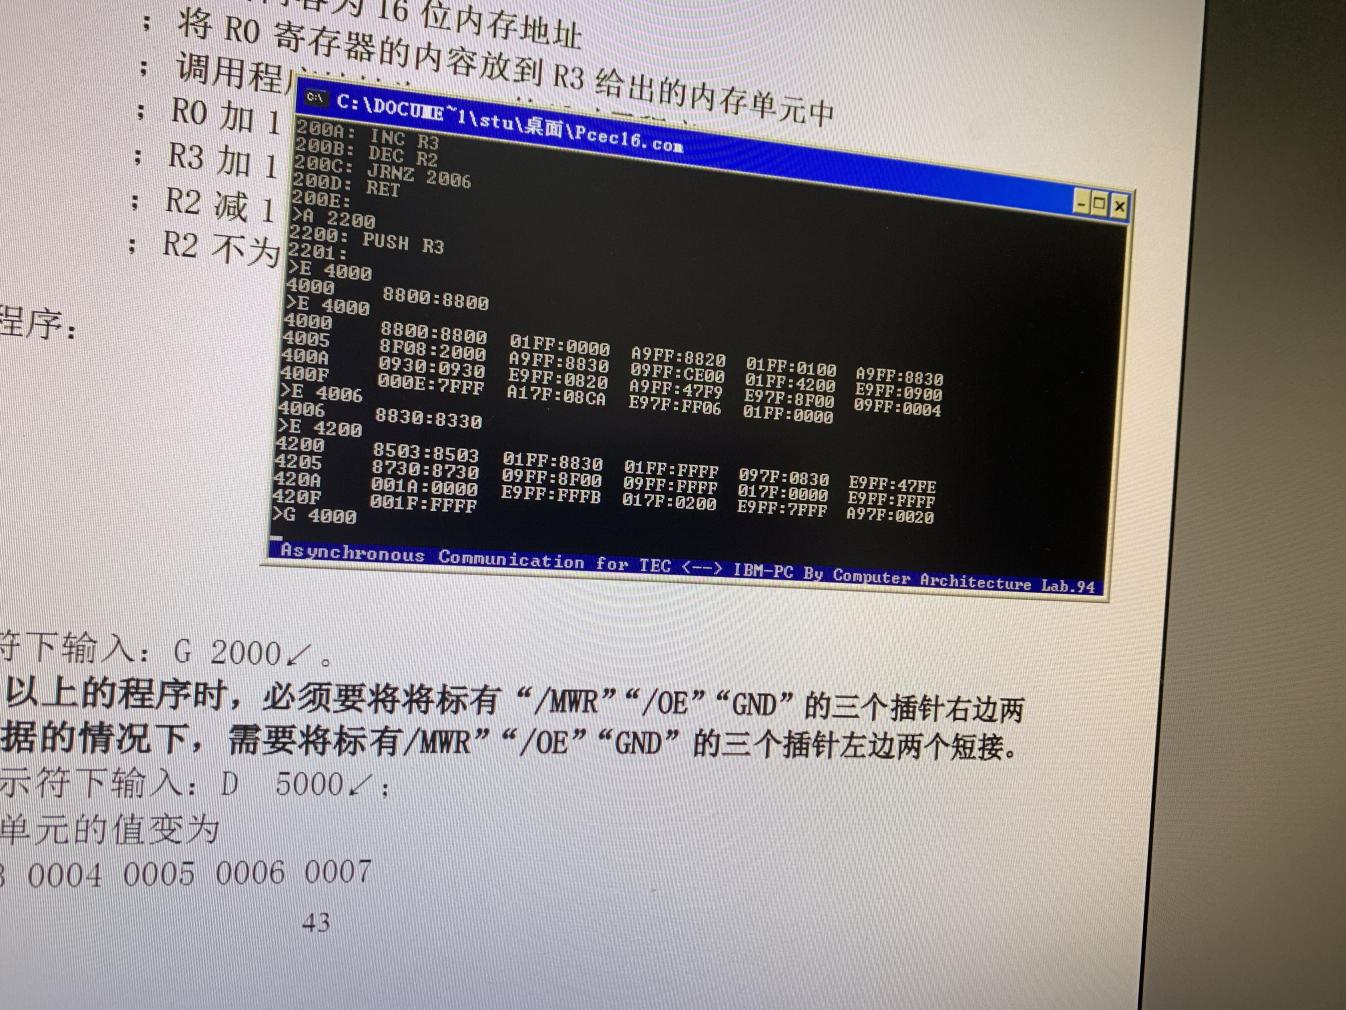 内容为 16 位内存地址
; 将 R0 寄存器的内容放到 R3 给出的内存单元中
; 调用程
; R0 加 1
; R3 加 1
; R2 减 1
; R2 不为
程序:
C:\DOCUME~1\stu\桌面\Pcec16.com
200A: INC R3
200B: DEC R2
200C: JRNZ 2006
200D: RET
200E:
>A 2200
2200: PUSH R3
2201:
>E 4000
4000 8800:8800
>E 4000
4000 8800:8800 01FF:0000 A9FF:8820 01FF:0100 A9FF:8830
4005 8F08:2000 A9FF:8830 09FF:CE00 01FF:4200 E9FF:0900
400A 0930:0930 E9FF:0820 A9FF:47F9 E97F:8F00 09FF:0004
400F 000E:7FFF A17F:08CA E97F:FF06 01FF:0000
>E 4006
4006 8830:8330
>E 4200
4200 8503:8503 01FF:8830 01FF:FFFF 097F:0830 E9FF:47FE
4205 8730:8730 09FF:8F00 09FF:FFFF 017F:0000 E9FF:FFFF
420A 001A:0000 E9FF:FFFB 017F:0200 E9FF:7FFF A97F:0020
420F 001F:FFFF
>G 4000
Asynchronous Communication for TEC <--> IBM-PC By Computer Architecture Lab.94
符下输入: G 2000↙。
以上的程序时，必须要将将标有“/MWR”“/OE”“GND”的三个插针右边两
据的情况下，需要将标有/MWR”“/OE”“GND”的三个插针左边两个短接。
示符下输入: D 5000↙;
单元的值变为
0004 0005 0006 0007
43